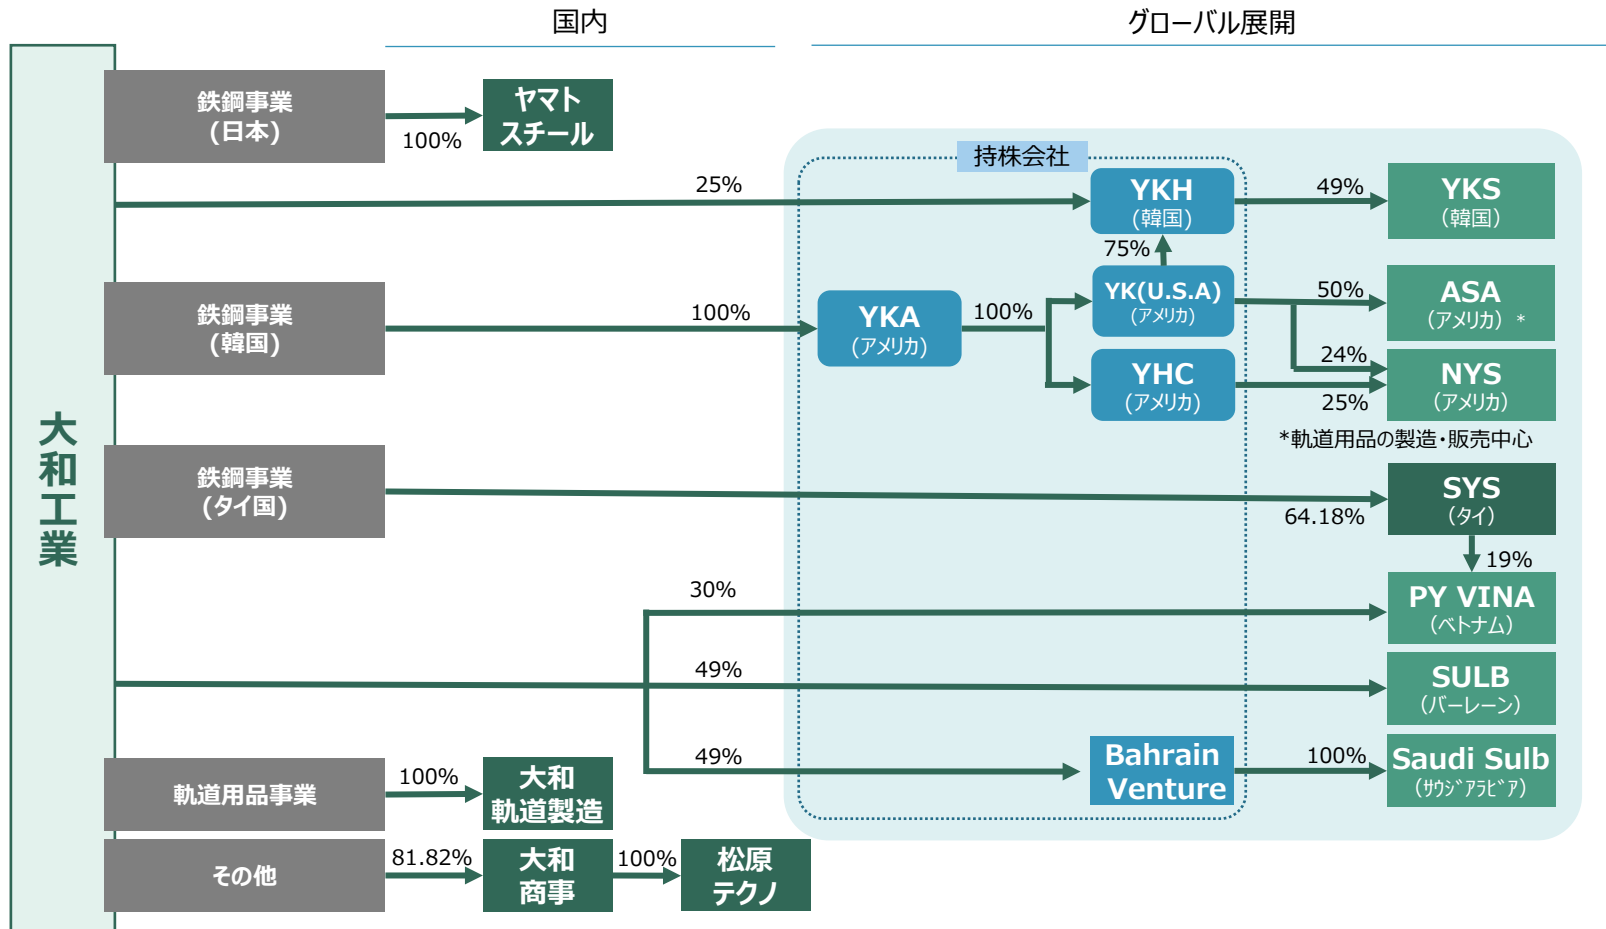 国内
グローバル展開
大和工業
鉄鋼事業
(日本)
100%
ヤマト
スチール
持株会社
25%
YKH
(韓国)
49%
YKS
(韓国)
75%
鉄鋼事業
(韓国)
100%
YKA
(アメリカ)
100%
YK(U.S.A)
(アメリカ)
50%
ASA
(アメリカ) *
YHC
(アメリカ)
24%
25%
NYS
(アメリカ)
*軌道用品の製造・販売中心
鉄鋼事業
(タイ国)
64.18%
SYS
(タイ)
19%
30%
PY VINA
(ベトナム)
49%
SULB
(バーレーン)
49%
Bahrain
Venture
100%
Saudi Sulb
(ｻｳｼﾞｱﾗﾋﾞｱ)
軌道用品事業
100%
大和
軌道製造
その他
81.82%
大和
商事
100%
松原
テクノ